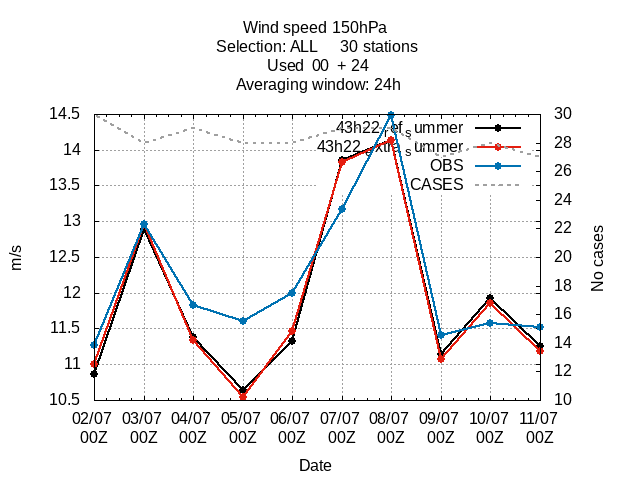 Wind speed 150hPa
Selection: ALL 30 stations
Used 00 + 24
Averaging window: 24h
14.5
14
13.5
13
12.5
12
11.5
11
10.5
m/s
30
28
26
24
22
20
18
16
14
12
10
No cases
43h22 ref summer
OBS
CASES
02/07 03/07 04/07 05/07 06/07 07/07 08/07 09/07 10/07 11/07
00Z 00Z 00Z 00Z 00Z 00Z 00Z 00Z 00Z 00Z
Date